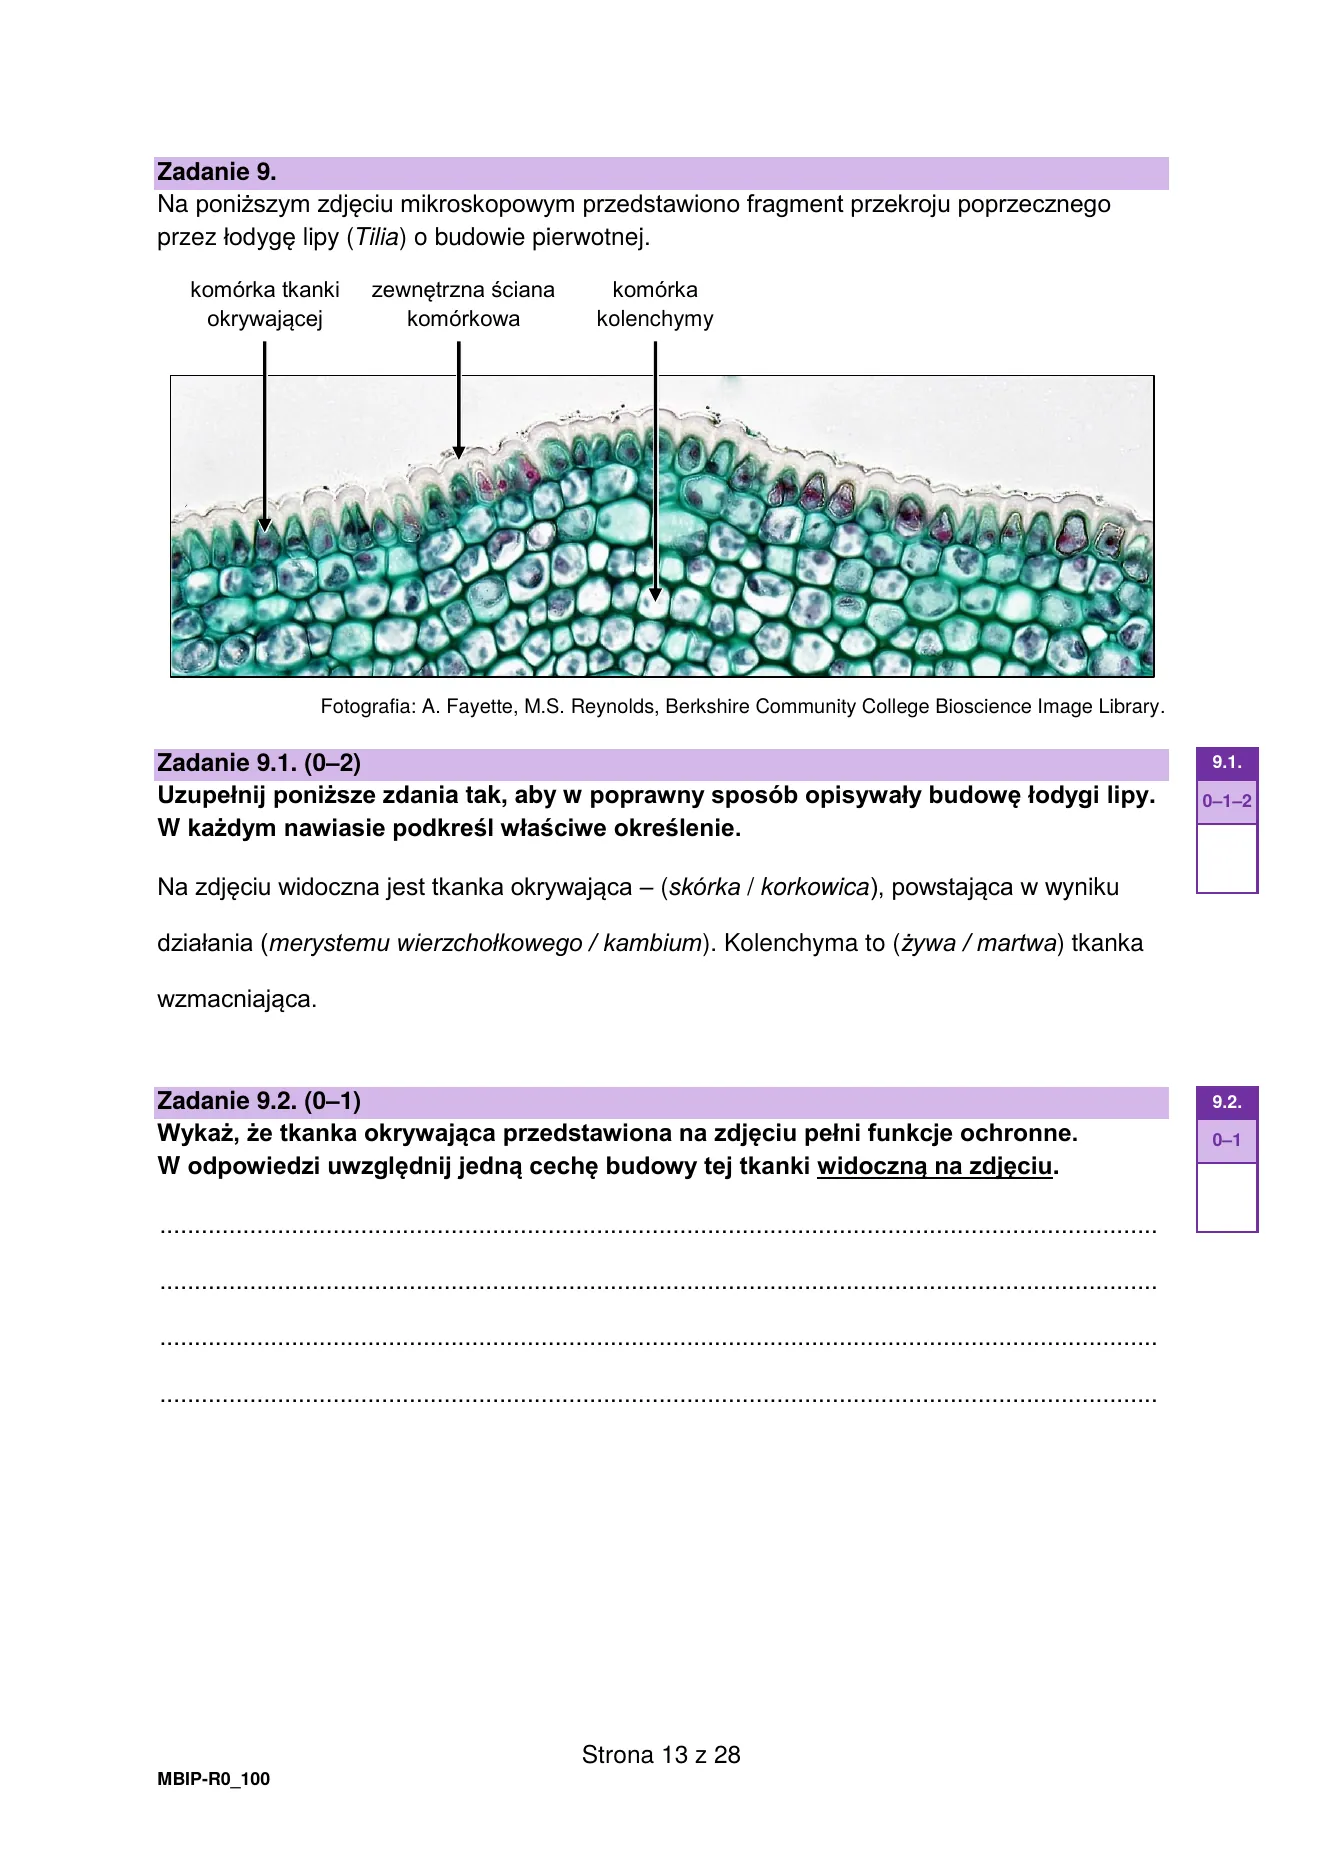 Zadanie 9.
Na poniższym zdjęciu mikroskopowym przedstawiono fragment przekroju poprzecznego
przez łodygę lipy (Tilia) o budowie pierwotnej.
komórka tkanki okrywającej
zewnętrzna ściana komórkowa
komórka kolenchymy
Fotografia: A. Fayette, M.S. Reynolds, Berkshire Community College Bioscience Image Library.
Zadanie 9.1. (0–2)
9.1.
0–1–2
Uzupełnij poniższe zdania tak, aby w poprawny sposób opisywały budowę łodygi lipy.
W każdym nawiasie podkreśl właściwe określenie.
Na zdjęciu widoczna jest tkanka okrywająca – (skórka / korkowica), powstająca w wyniku
działania (merystemu wierzchołkowego / kambium). Kolenchyma to (żywa / martwa) tkanka
wzmacniająca.
Zadanie 9.2. (0–1)
9.2.
0–1
Wykaż, że tkanka okrywająca przedstawiona na zdjęciu pełni funkcje ochronne.
W odpowiedzi uwzględnij jedną cechę budowy tej tkanki widoczną na zdjęciu.
Strona 13 z 28
MBIP-R0_100